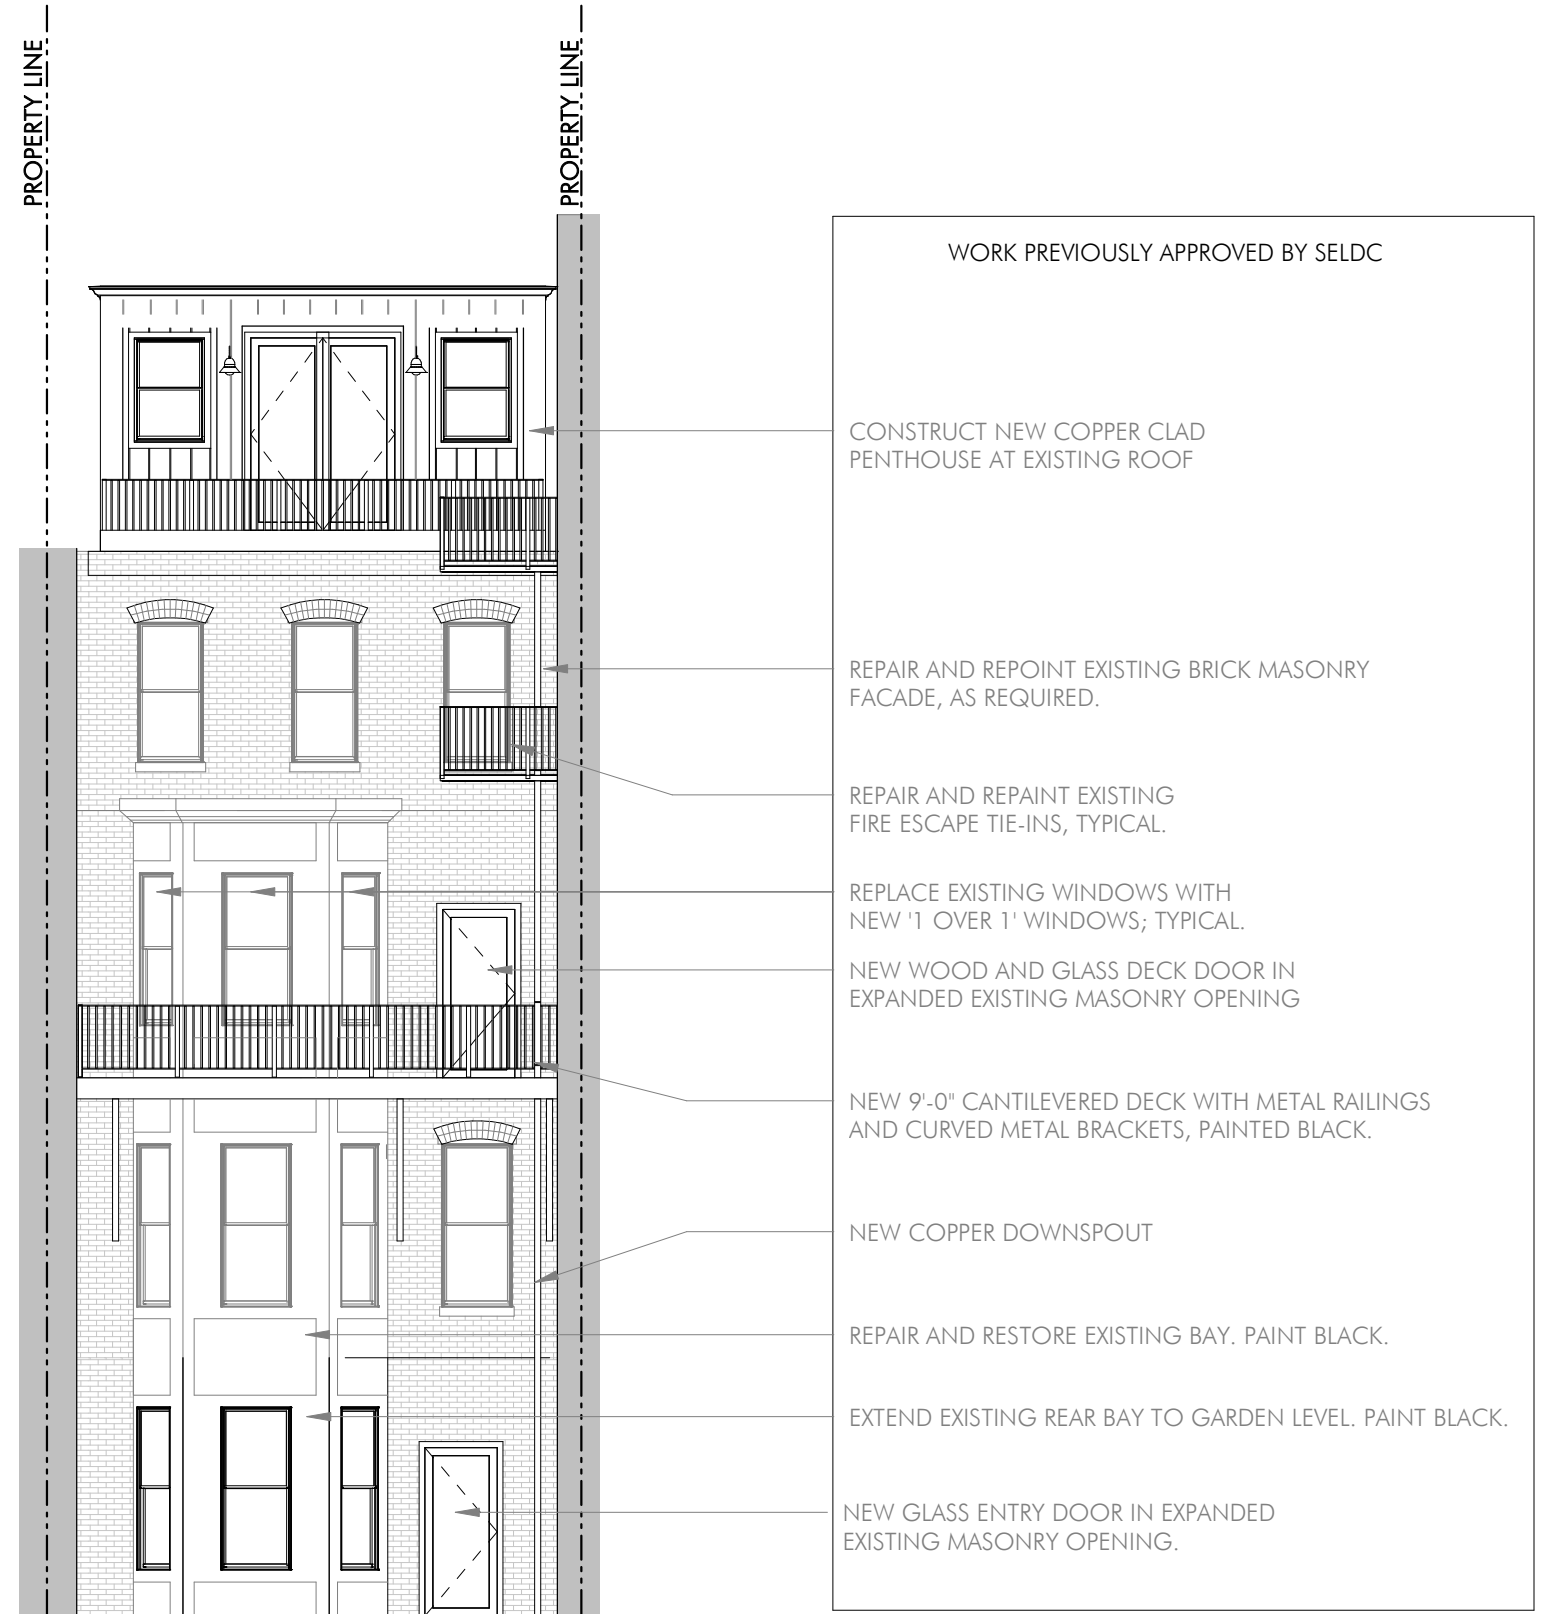 PROPERTY LINE
PROPERTY LINE
WORK PREVIOUSLY APPROVED BY SELDC
CONSTRUCT NEW COPPER CLAD
PENTHOUSE AT EXISTING ROOF
REPAIR AND REPOINT EXISTING BRICK MASONRY
FACADE, AS REQUIRED.
REPAIR AND REPAINT EXISTING
FIRE ESCAPE TIE-INS, TYPICAL.
REPLACE EXISTING WINDOWS WITH
NEW '1 OVER 1' WINDOWS; TYPICAL.
NEW WOOD AND GLASS DECK DOOR IN
EXPANDED EXISTING MASONRY OPENING
NEW 9'-0" CANTILEVERED DECK WITH METAL RAILINGS
AND CURVED METAL BRACKETS, PAINTED BLACK.
NEW COPPER DOWNSPOUT
REPAIR AND RESTORE EXISTING BAY. PAINT BLACK.
EXTEND EXISTING REAR BAY TO GARDEN LEVEL. PAINT BLACK.
NEW GLASS ENTRY DOOR IN EXPANDED
EXISTING MASONRY OPENING.